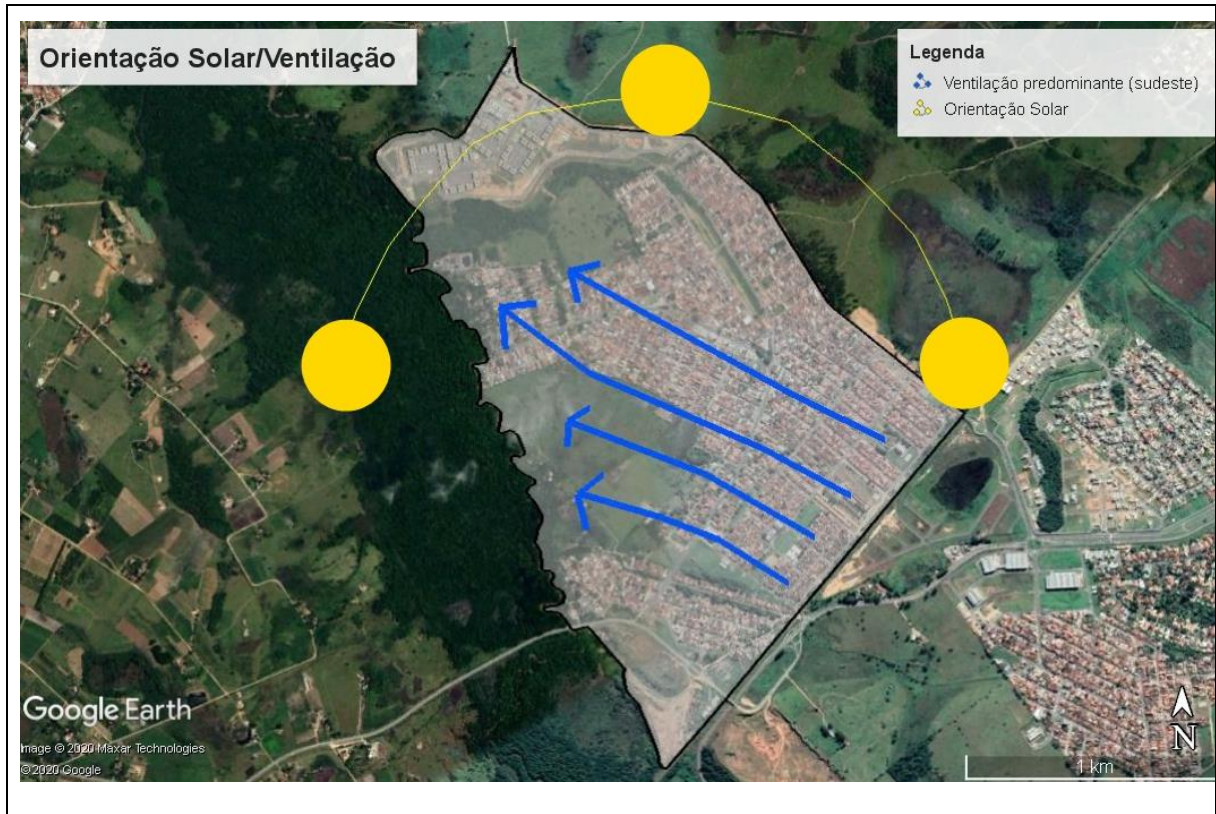 Orientação Solar/Ventilação
Legenda
Ventilação predominante (sudeste)
Orientação Solar
Google Earth
Image © 2020 Maxar Technologies
© 2020 Google
N
1 km